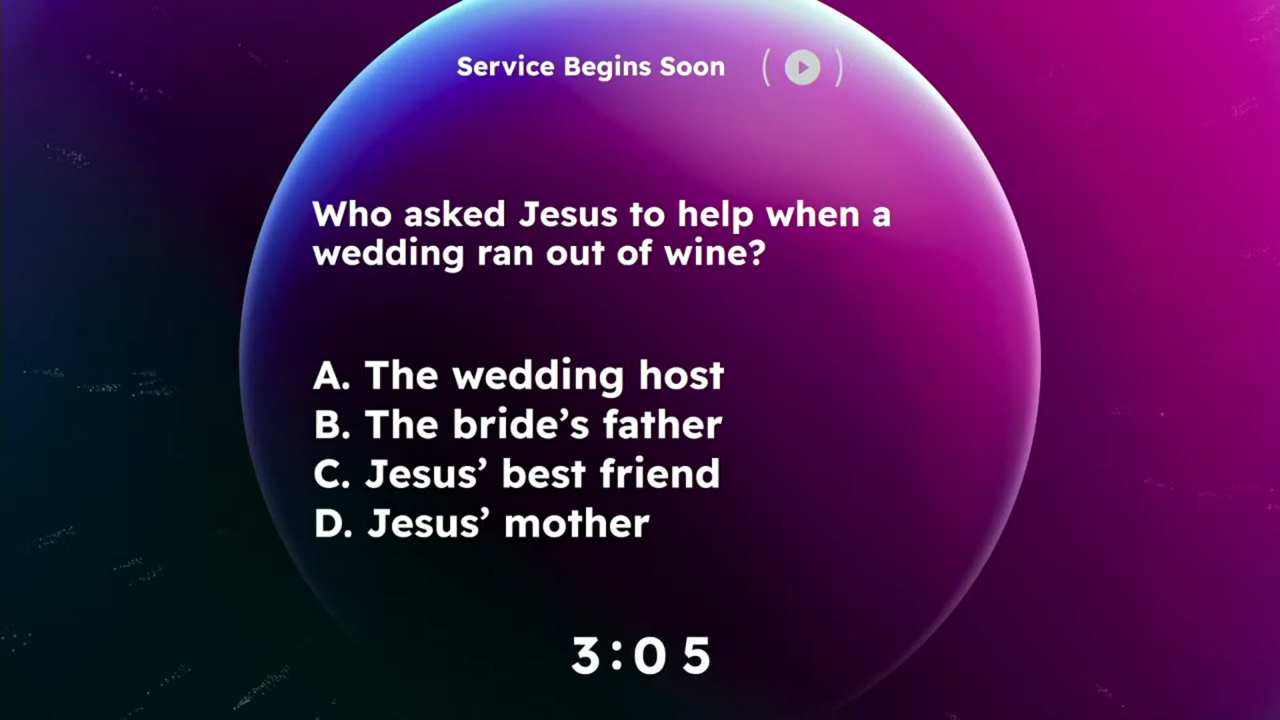 Service Begins Soon
Who asked Jesus to help when a
wedding ran out of wine?
A. The wedding host
B. The bride’s father
C. Jesus’ best friend
D. Jesus’ mother
3:05